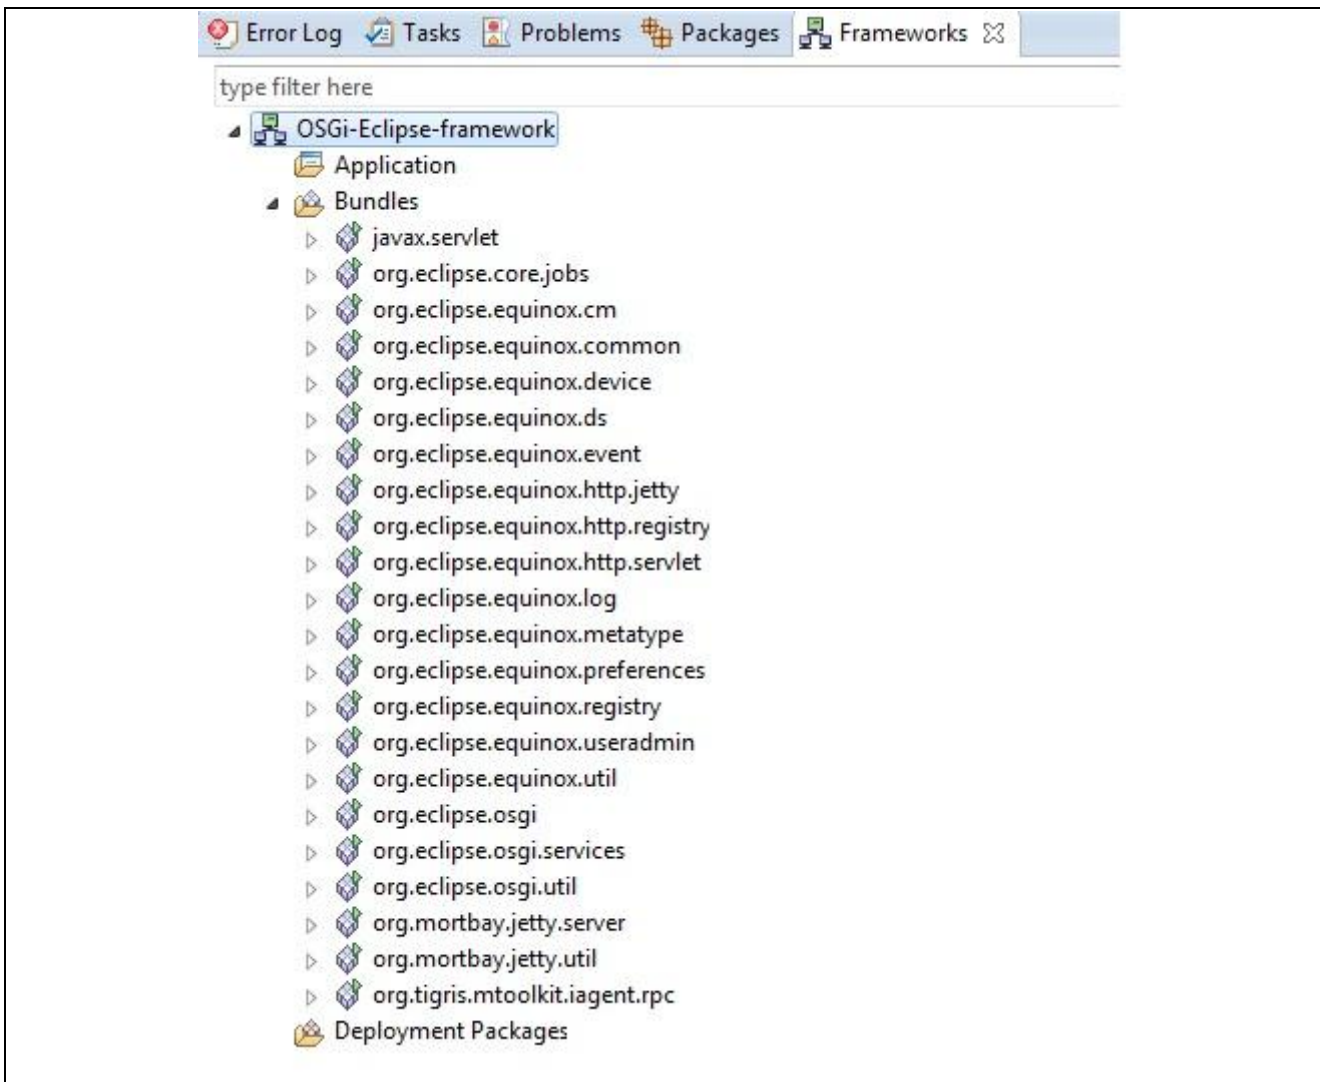 Error Log Tasks Problems Packages Frameworks
type filter here
OSGi-Eclipse-framework
Application
Bundles
javax.servlet
org.eclipse.core.jobs
org.eclipse.equinox.cm
org.eclipse.equinox.common
org.eclipse.equinox.device
org.eclipse.equinox.ds
org.eclipse.equinox.event
org.eclipse.equinox.http.jetty
org.eclipse.equinox.http.registry
org.eclipse.equinox.http.servlet
org.eclipse.equinox.log
org.eclipse.equinox.metatype
org.eclipse.equinox.preferences
org.eclipse.equinox.registry
org.eclipse.equinox.useradmin
org.eclipse.equinox.util
org.eclipse.osgi
org.eclipse.osgi.services
org.eclipse.osgi.util
org.mortbay.jetty.server
org.mortbay.jetty.util
org.tigris.mtoolkit.iagent.rpc
Deployment Packages